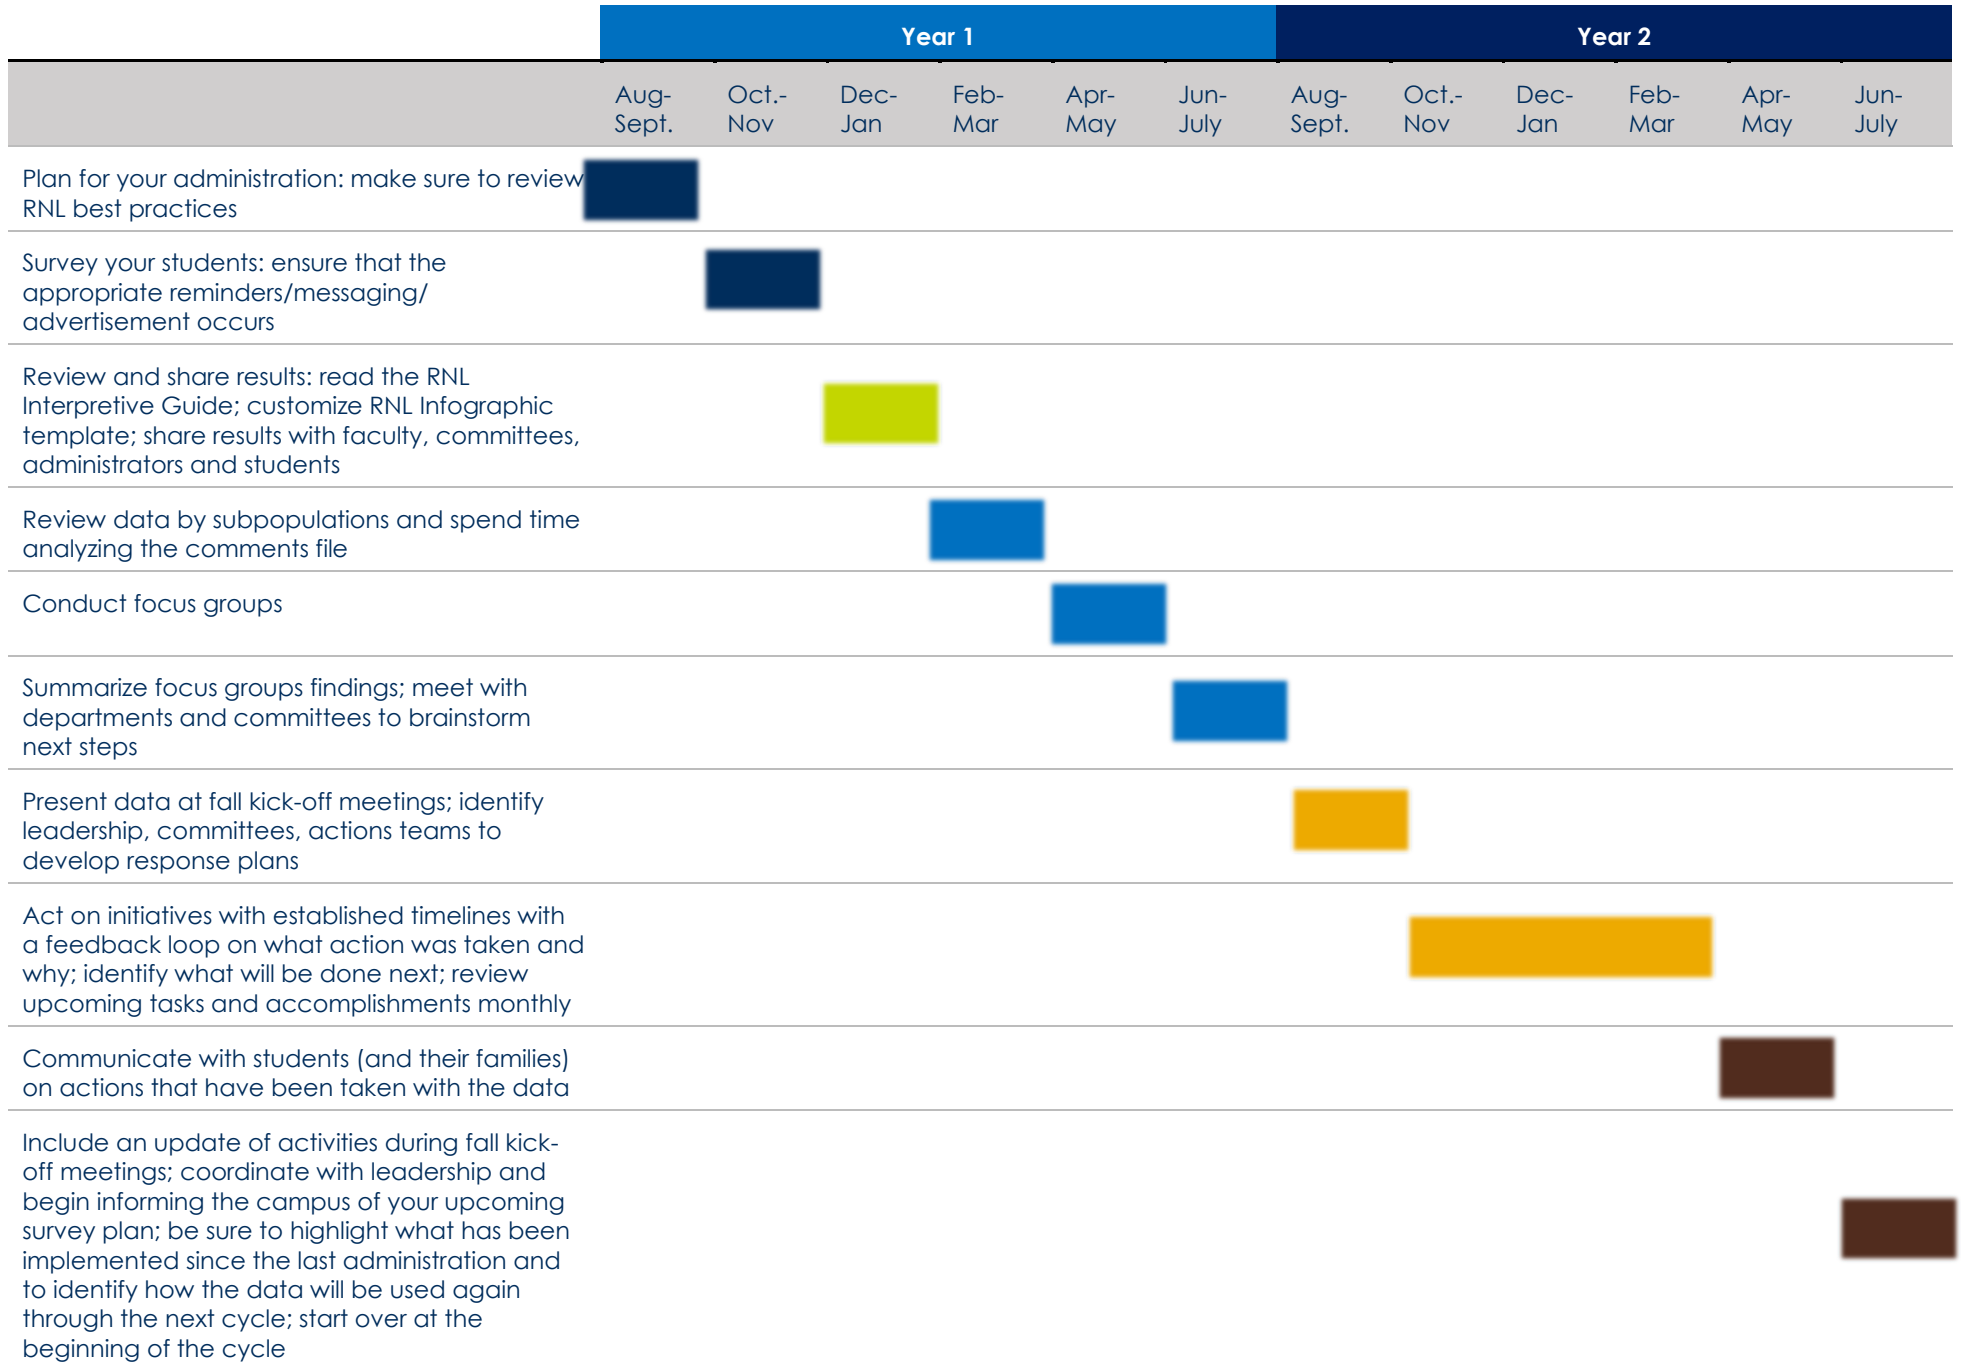 Year 1
Year 2
Aug-
Sept.
Oct.-
Nov
Dec-
Jan
Feb-
Mar
Apr-
May
Jun-
July
Aug-
Sept.
Oct.-
Nov
Dec-
Jan
Feb-
Mar
Apr-
May
Jun-
July
Plan for your administration: make sure to review
RNL best practices
Survey your students: ensure that the
appropriate reminders/messaging/
advertisement occurs
Review and share results: read the RNL
Interpretive Guide; customize RNL Infographic
template; share results with faculty, committees,
administrators and students
Review data by subpopulations and spend time
analyzing the comments file
Conduct focus groups
Summarize focus groups findings; meet with
departments and committees to brainstorm
next steps
Present data at fall kick-off meetings; identify
leadership, committees, actions teams to
develop response plans
Act on initiatives with established timelines with
a feedback loop on what action was taken and
why; identify what will be done next; review
upcoming tasks and accomplishments monthly
Communicate with students (and their families)
on actions that have been taken with the data
Include an update of activities during fall kick-
off meetings; coordinate with leadership and
begin informing the campus of your upcoming
survey plan; be sure to highlight what has been
implemented since the last administration and
to identify how the data will be used again
through the next cycle; start over at the
beginning of the cycle